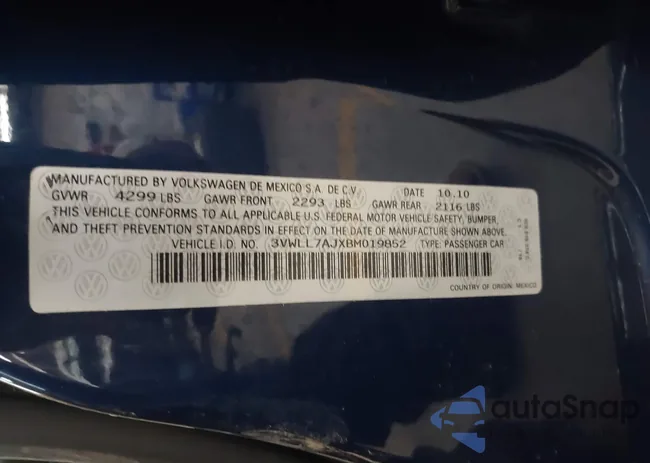 MANUFACTURED BY VOLKSWAGEN DE MEXICO S.A. DE C.V. DATE 10.10
GVWR 4299 LBS GAWR FRONT 2293 LBS GAWR REAR 2116 LBS
THIS VEHICLE CONFORMS TO ALL APPLICABLE U.S. FEDERAL MOTOR VEHICLE SAFETY, BUMPER,
AND THEFT PREVENTION STANDARDS IN EFFECT ON THE DATE OF MANUFACTURE SHOWN ABOVE.
VEHICLE I.D. NO. 3VWLL7AJXBM019852 TYPE: PASSENGER CAR
COUNTRY OF ORIGIN: MEXICO
autoSnap